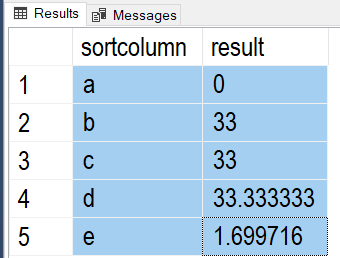 Results Messages
sortcolumn result
1 a 0
2 b 33
3 c 33
4 d 33.333333
5 e 1.699716